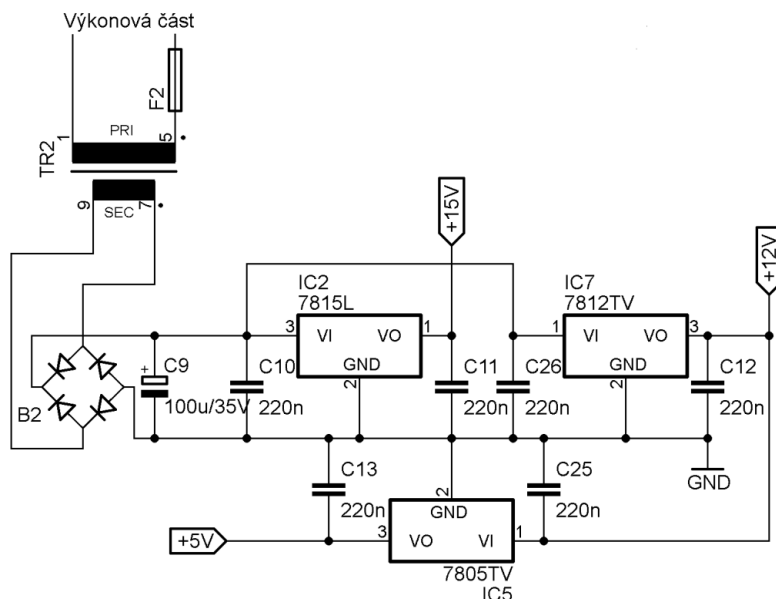 Výkonová část
F2
PRI
1
5
TR2
9
SEC
7
+15V
+12V
IC2
7815L
IC7
7812TV
3
VI
VO
1
GND
2
1
VI
VO
3
GND
2
+
C9
100u/35V
C10
220n
C11
220n
C26
220n
C12
220n
B2
C13
220n
2
GND
C25
220n
GND
+5V
3
VO
VI
1
7805TV
IC5